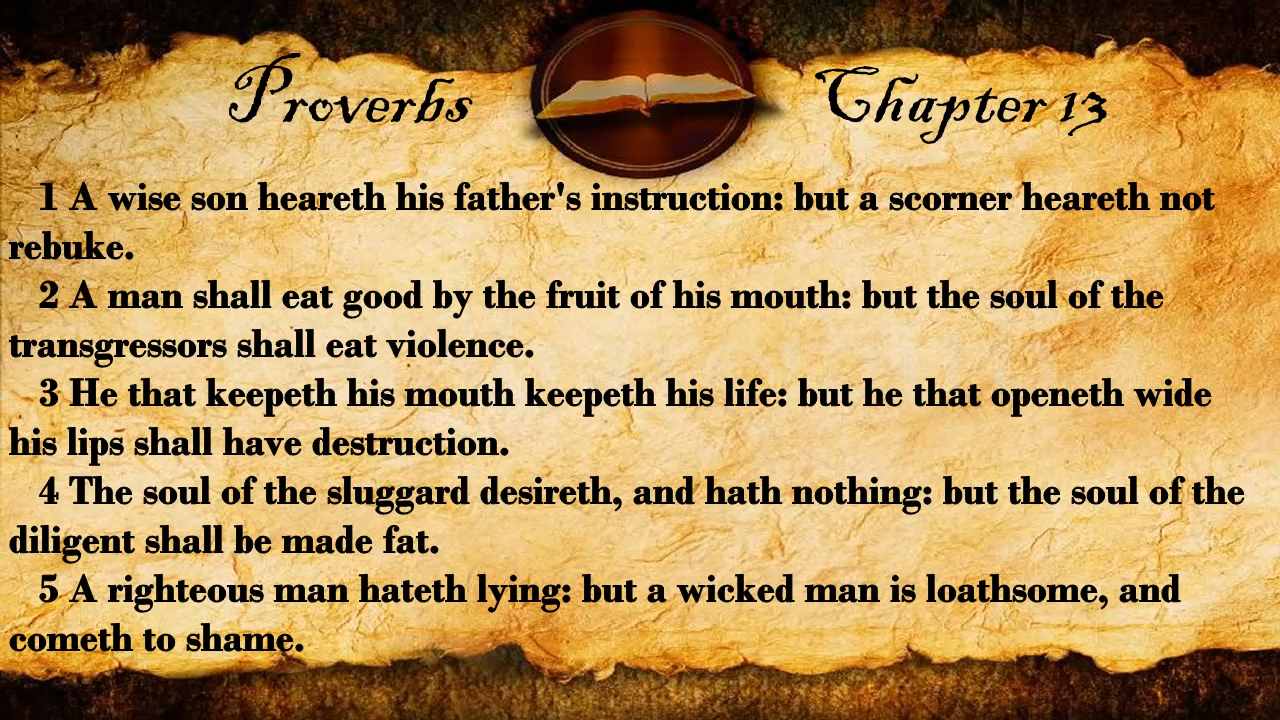 Proverbs Chapter 13
1 A wise son heareth his father's instruction: but a scorner heareth not
rebuke.
2 A man shall eat good by the fruit of his mouth: but the soul of the
transgressors shall eat violence.
3 He that keepeth his mouth keepeth his life: but he that openeth wide
his lips shall have destruction.
4 The soul of the sluggard desireth, and hath nothing: but the soul of the
diligent shall be made fat.
5 A righteous man hateth lying: but a wicked man is loathsome, and
cometh to shame.